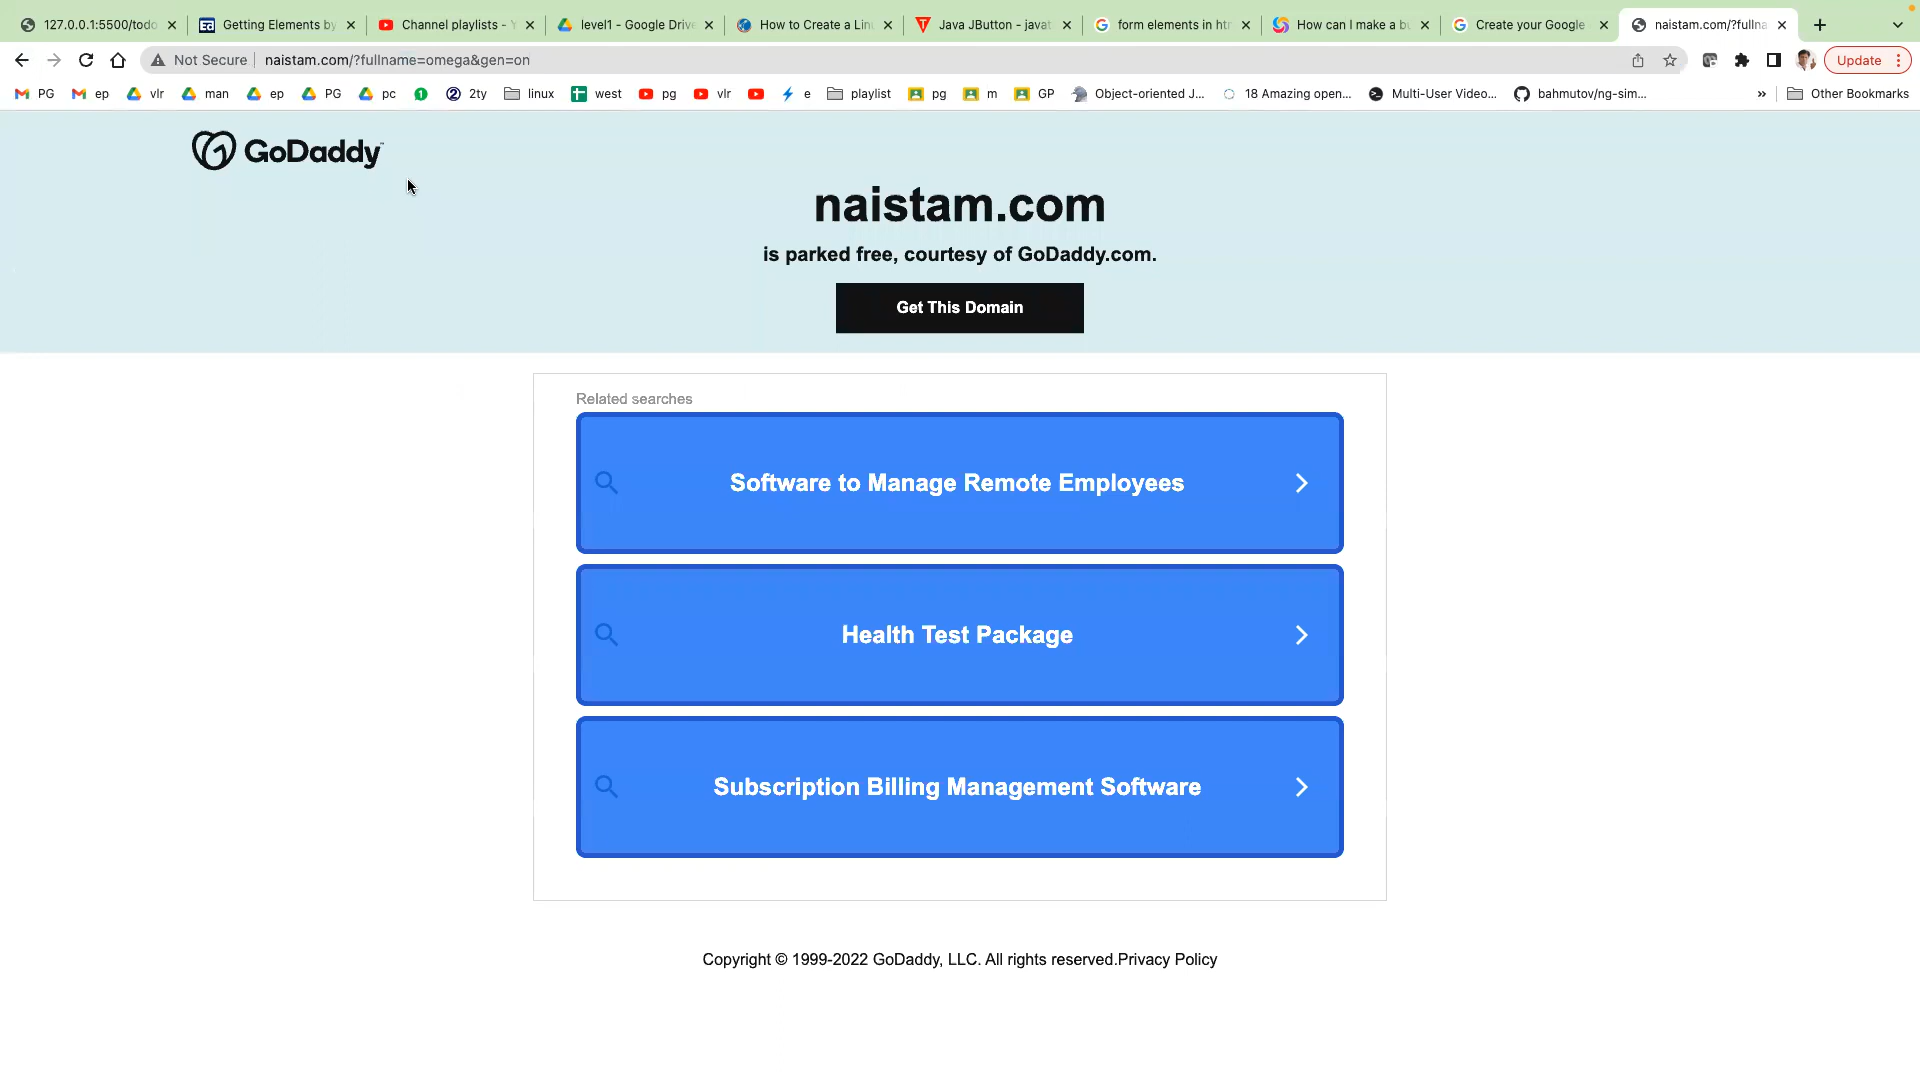 127.0.0.1:5500/todo
Getting Elements by
Channel playlists - Y
level1 - Google Drive
How to Create a Lin
Java JButton - javat
form elements in htm
How can I make a bu
Create your Google
naistam.com/?fullna
Not Secure
naistam.com/?fullname=omega&gen=on
Update
PG
ep
vlr
man
ep
PG
pc
1
2ty
linux
west
pg
vlr
e
playlist
pg
m
GP
Object-oriented J...
18 Amazing open...
Multi-User Video...
bahmutov/ng-sim...
»
Other Bookmarks
GoDaddy
naistam.com
is parked free, courtesy of GoDaddy.com.
Get This Domain
Related searches
Software to Manage Remote Employees
Health Test Package
Subscription Billing Management Software
Copyright © 1999-2022 GoDaddy, LLC. All rights reserved.Privacy Policy